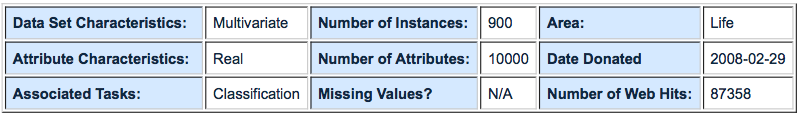 Data Set Characteristics: Multivariate Number of Instances: 900 Area: Life
Attribute Characteristics: Real Number of Attributes: 10000 Date Donated 2008-02-29
Associated Tasks: Classification Missing Values? N/A Number of Web Hits: 87358